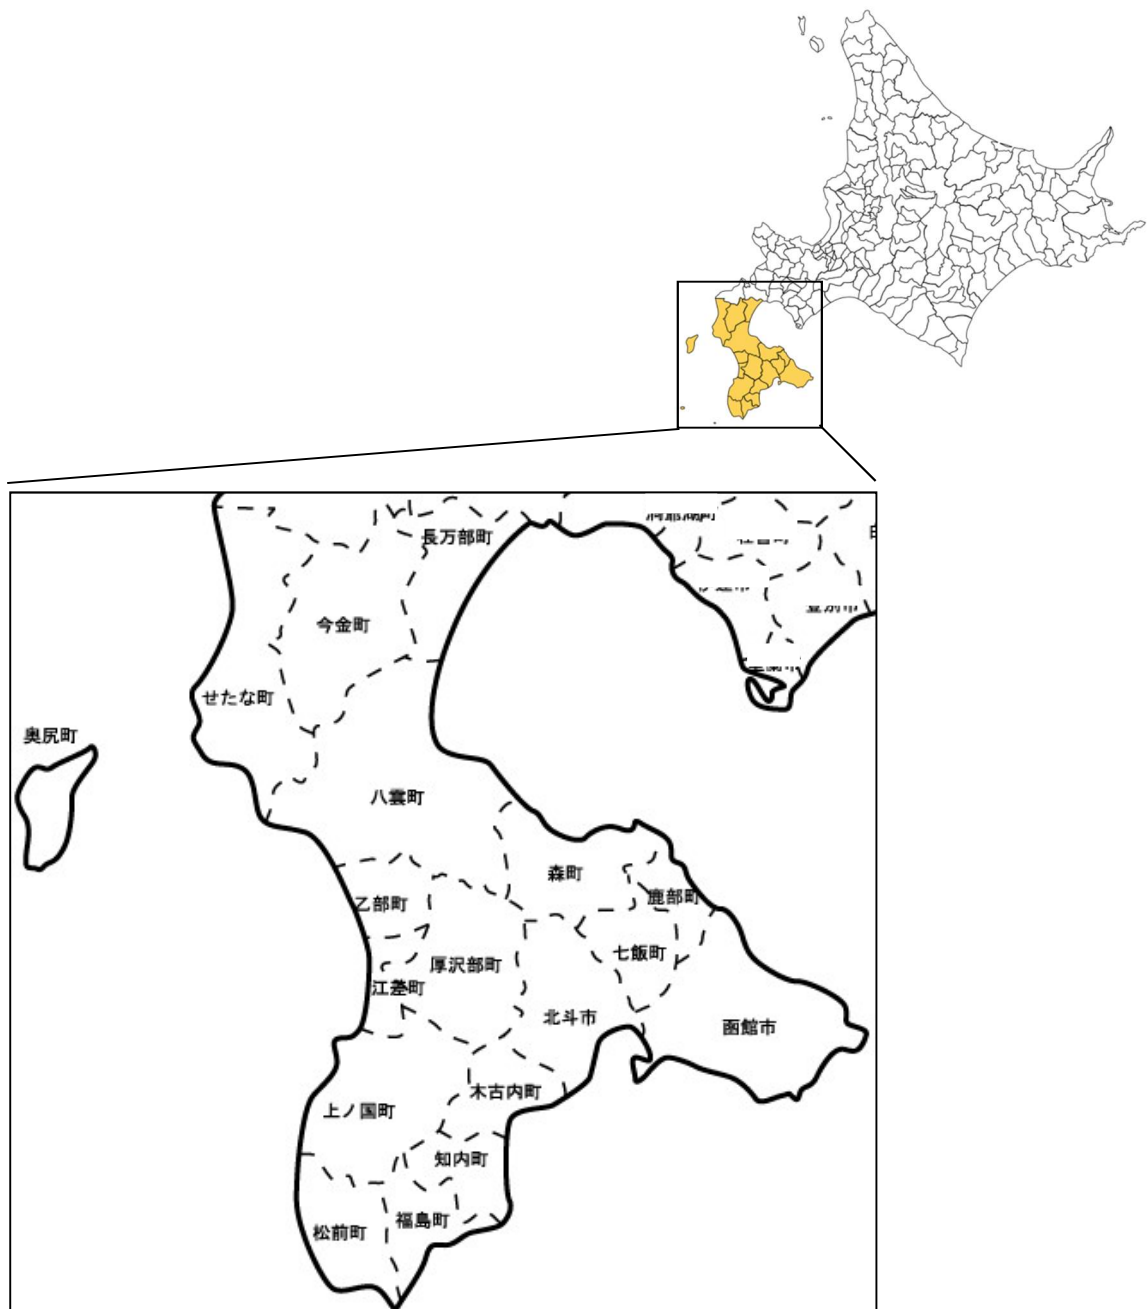 長万部町
今金町
せたな町
奥尻町
八雲町
森町
鹿部町
乙部町
七飯町
厚沢部町
江差町
北斗市
函館市
木古内町
上ノ国町
知内町
福島町
松前町